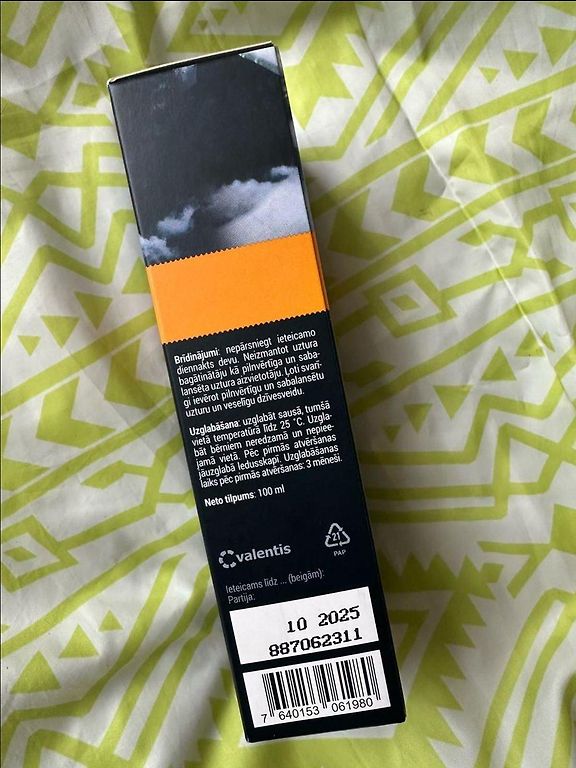 Brīdinājumi: nepārsniegt ieteicamo
diennakts devu. Neizmantot uztura
bagātinātāju kā pilnvērtīga un saba-
lansēta uztura aizvietotāju. Ļoti svarī-
gi ievērot pilnvērtīgu un sabalansētu
uzturu un veselīgu dzīvesveidu.
Uzglabāšana: uzglabāt sausā, tumšā
vietā temperatūrā līdz 25 °C. Uzgla-
bāt bērniem neredzamā un nepiee-
jamā vietā. Pēc pirmās atvēršanas
jāuzglabā ledusskapī. Uzglabāšanas
laiks pēc pirmās atvēršanas: 3 mēneši.
Neto tilpums: 100 ml
valentis
21
PAP
Ieteicams līdz ... (beigām):
Partija:
10 2025
887062311
7 640153 061980